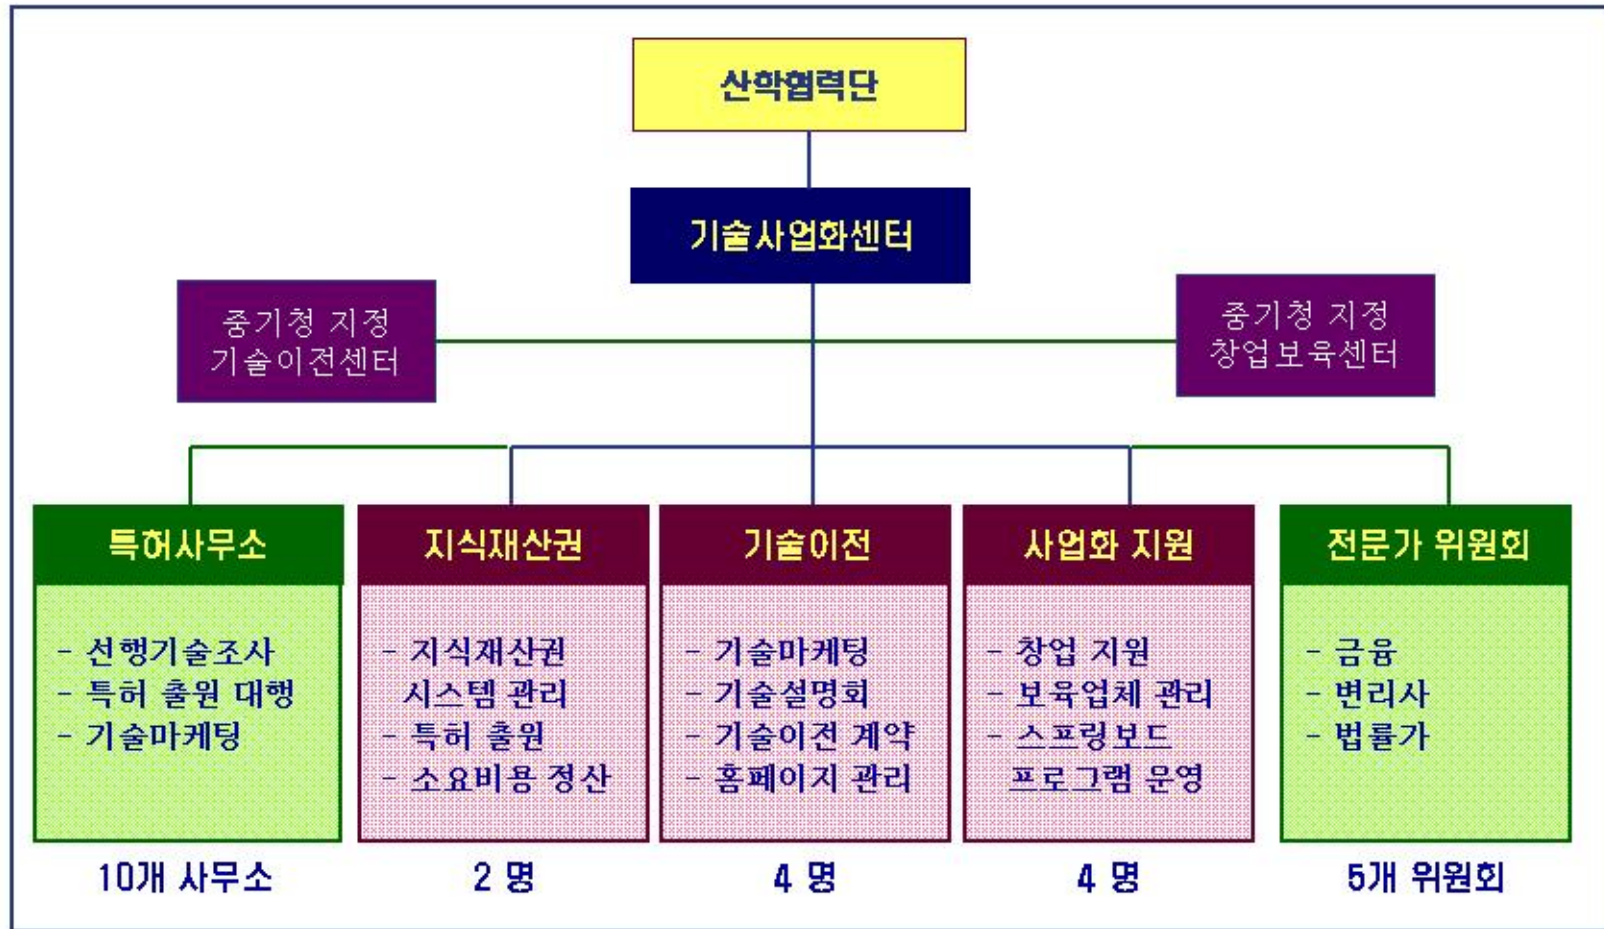 산학협력단
기술사업화센터
중기청 지정
기술이전센터
중기청 지정
창업보육센터
특허사무소
- 선행기술조사
- 특허 출원 대행
- 기술마케팅
10개 사무소
지식재산권
- 지식재산권
시스템 관리
- 특허 출원
- 소요비용 정산
2 명
기술이전
- 기술마케팅
- 기술설명회
- 기술이전 계약
- 홈페이지 관리
4 명
사업화 지원
- 창업 지원
- 보육업체 관리
- 스프링보드
프로그램 운영
4 명
전문가 위원회
- 금융
- 변리사
- 법률가
5개 위원회